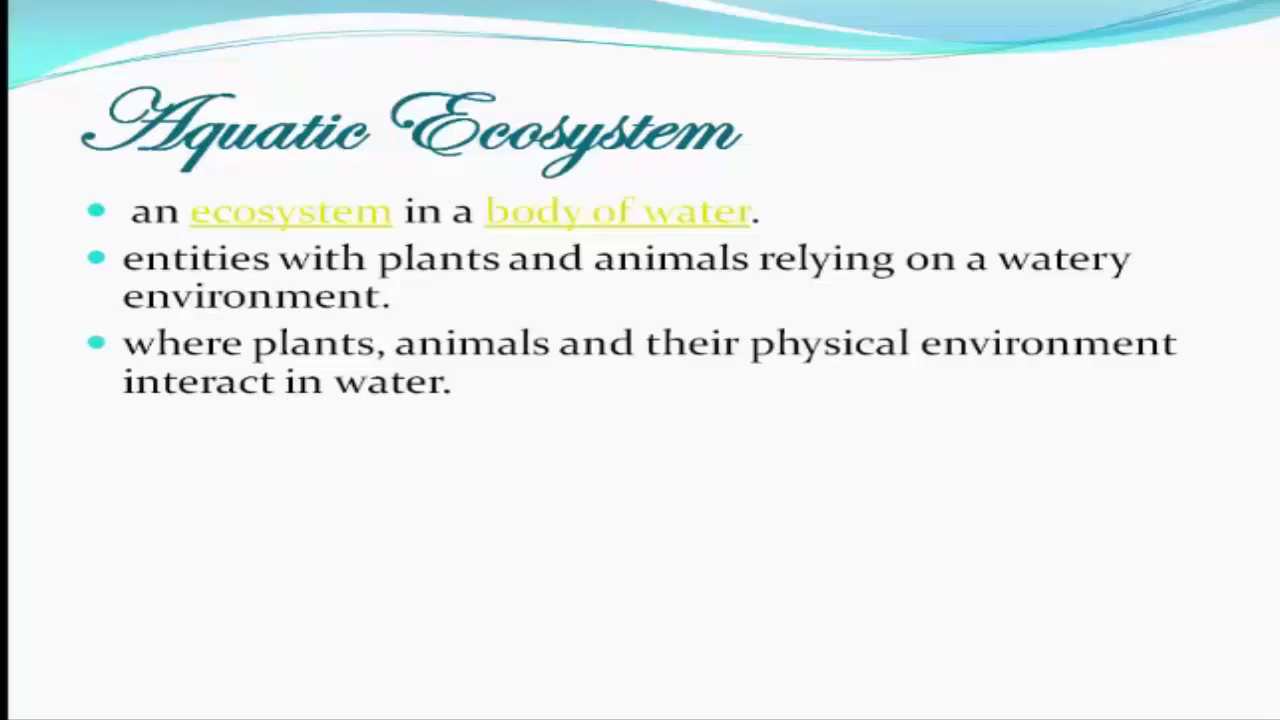 Aquatic Ecosystem
an ecosystem in a body of water.
entities with plants and animals relying on a watery
environment.
where plants, animals and their physical environment
interact in water.